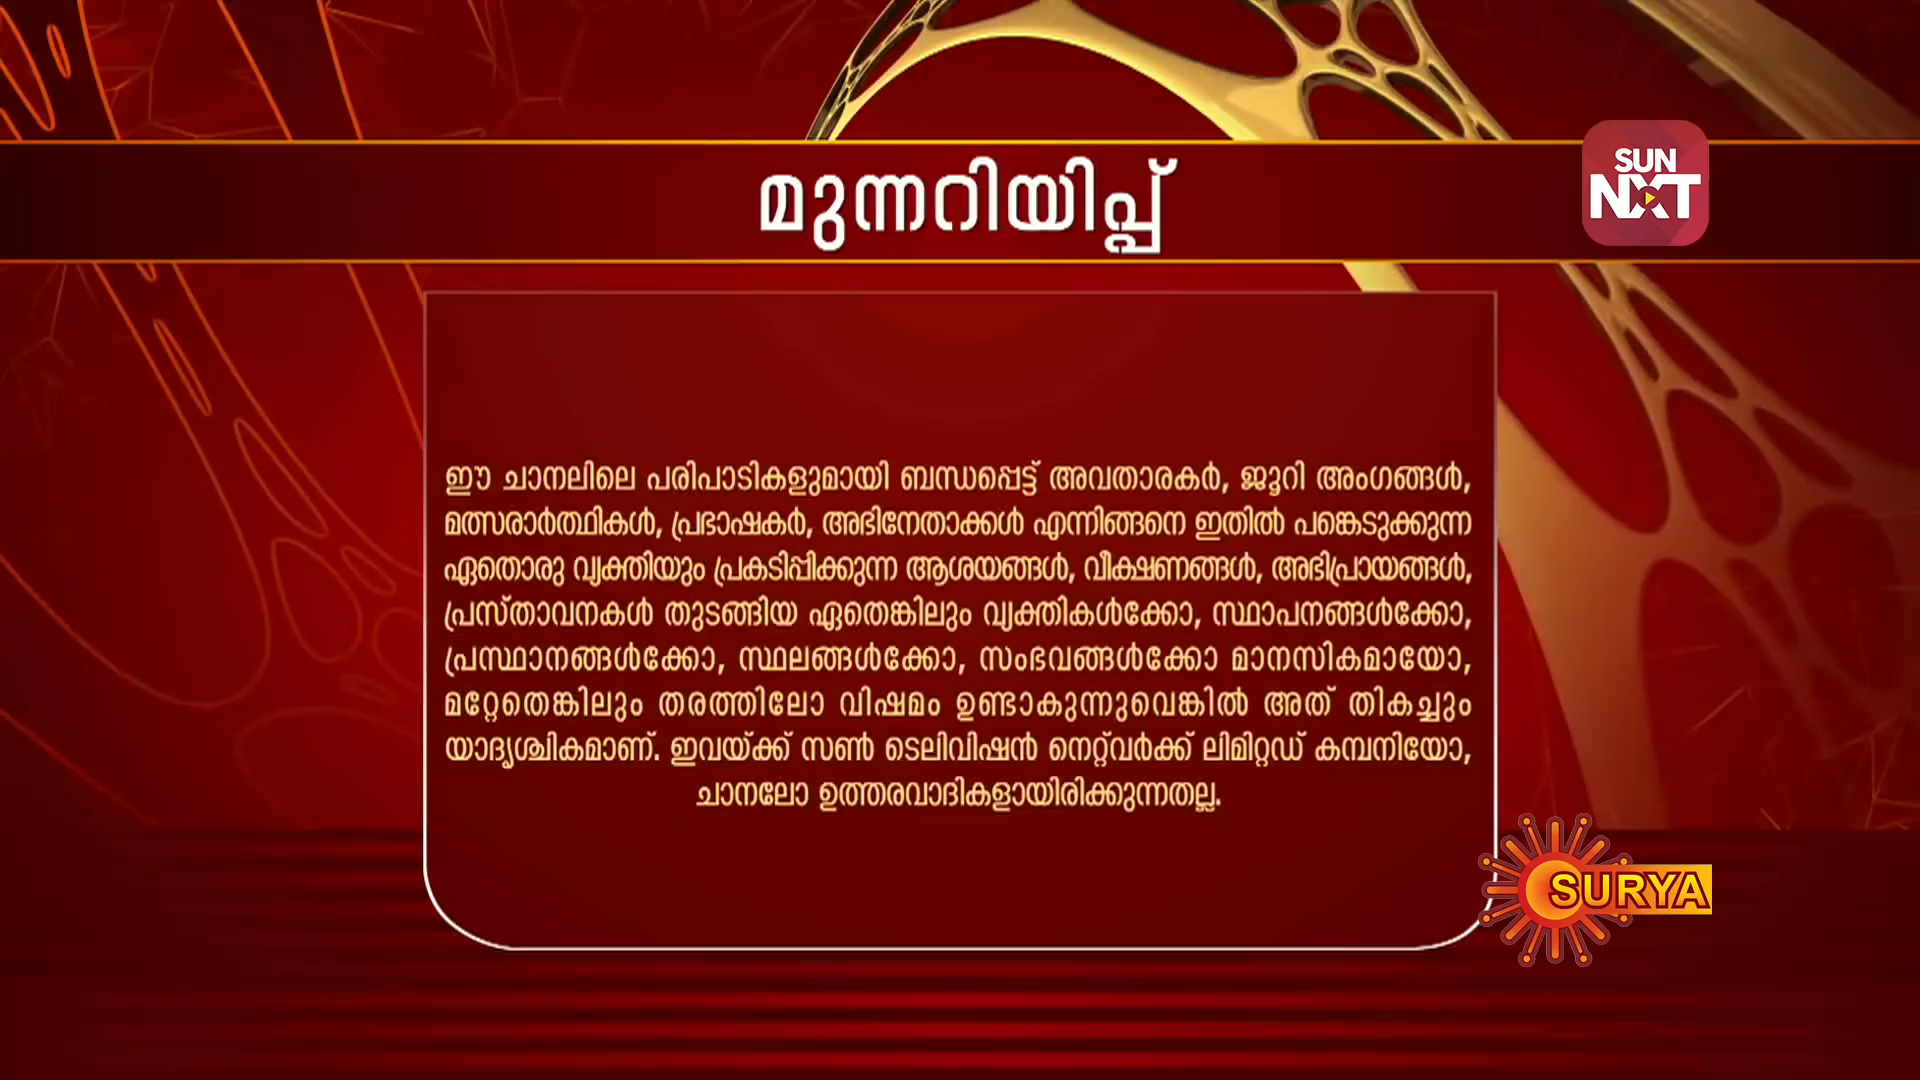 മുന്നറിയിപ്പ്
SUN
NXT
ഈ ചാനലിലെ പരിപാടികളുമായി ബന്ധപ്പെട്ട് അവതാരകർ, ജൂറി അംഗങ്ങൾ,
മത്സരാർത്ഥികൾ, പ്രഭാഷകർ, അഭിനേതാക്കൾ എന്നിങ്ങനെ ഇതിൽ പങ്കെടുക്കുന്ന
ഏതൊരു വ്യക്തിയും പ്രകടിപ്പിക്കുന്ന ആശയങ്ങൾ, വീക്ഷണങ്ങൾ, അഭിപ്രായങ്ങൾ,
പ്രസ്താവനകൾ തുടങ്ങിയ ഏതെങ്കിലും വ്യക്തികൾക്കോ, സ്ഥാപനങ്ങൾക്കോ,
പ്രസ്ഥാനങ്ങൾക്കോ, സ്ഥലങ്ങൾക്കോ, സംഭവങ്ങൾക്കോ മാനസികമായോ,
മറ്റേതെങ്കിലും തരത്തിലോ വിഷമം ഉണ്ടാകുന്നുവെങ്കിൽ അത് തികച്ചും
യാദൃശ്ചികമാണ്. ഇവയ്ക്ക് സൺ ടെലിവിഷൻ നെറ്റ്‌വർക്ക് ലിമിറ്റഡ് കമ്പനിയോ,
ചാനലോ ഉത്തരവാദികളായിരിക്കുന്നതല്ല.
SURYA